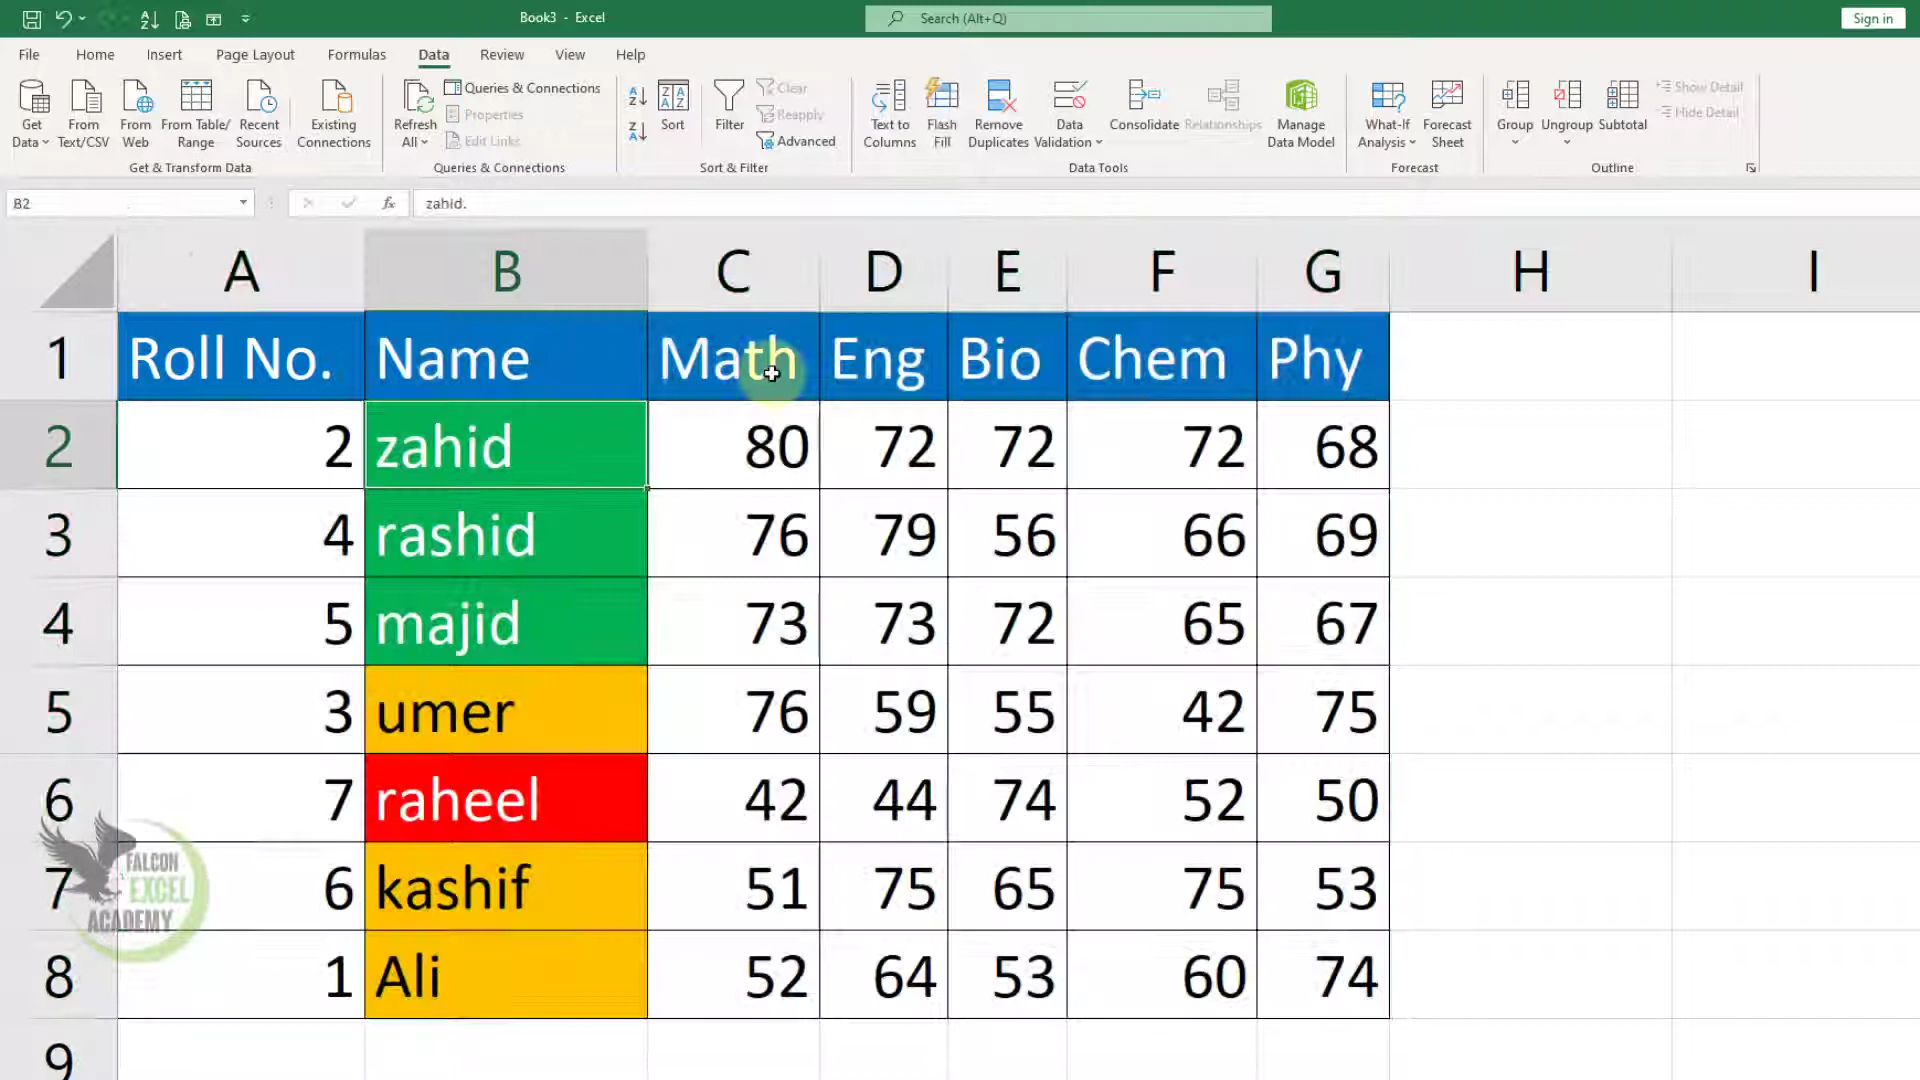 Book3 - Excel
Search (Alt+Q)
Sign in
File Home Insert Page Layout Formulas Data Review View Help
Get Data
From Text/CSV
From Web
From Table/ Range
Recent Sources
Existing Connections
Get & Transform Data
Refresh All
Queries & Connections
Properties
Edit Links
Queries & Connections
Sort
Filter
Clear
Reapply
Advanced
Sort & Filter
Text to Columns
Flash Fill
Remove Duplicates
Data Validation
Consolidate
Relationships
Manage Data Model
Data Tools
What-If Analysis
Forecast Sheet
Forecast
Group
Ungroup
Subtotal
Show Detail
Hide Detail
Outline
B2
fx
zahid.
A B C D E F G H I
1 Roll No. Name Math Eng Bio Chem Phy
2 2 zahid 80 72 72 72 68
3 4 rashid 76 79 56 66 69
4 5 majid 73 73 72 65 67
5 3 umer 76 59 55 42 75
6 7 raheel 42 44 74 52 50
7 6 kashif 51 75 65 75 53
8 1 Ali 52 64 53 60 74
9
FALCON
EXCEL
ACADEMY